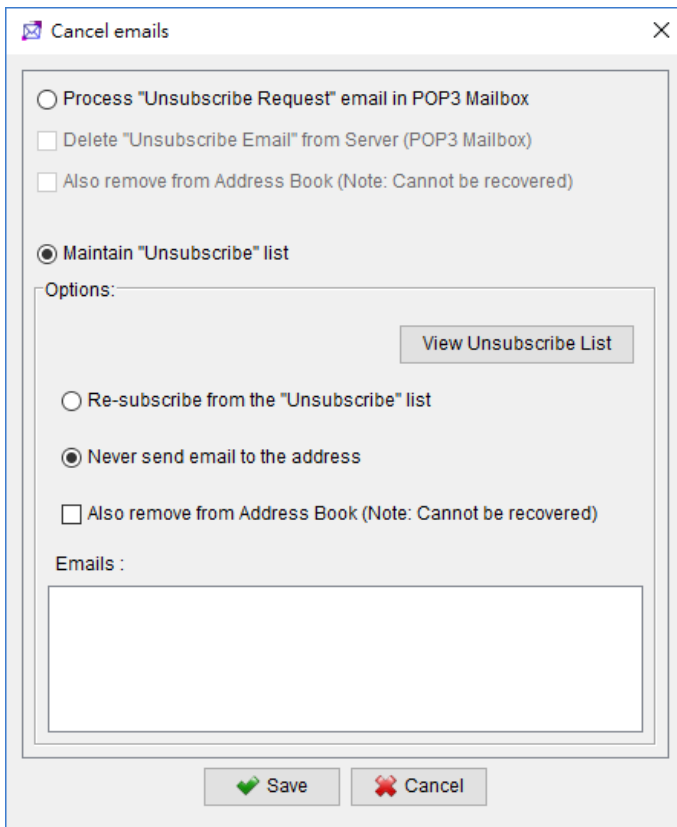 Cancel emails
Process "Unsubscribe Request" email in POP3 Mailbox
Delete "Unsubscribe Email" from Server (POP3 Mailbox)
Also remove from Address Book (Note: Cannot be recovered)
Maintain "Unsubscribe" list
Options:
View Unsubscribe List
Re-subscribe from the "Unsubscribe" list
Never send email to the address
Also remove from Address Book (Note: Cannot be recovered)
Emails :
Save Cancel